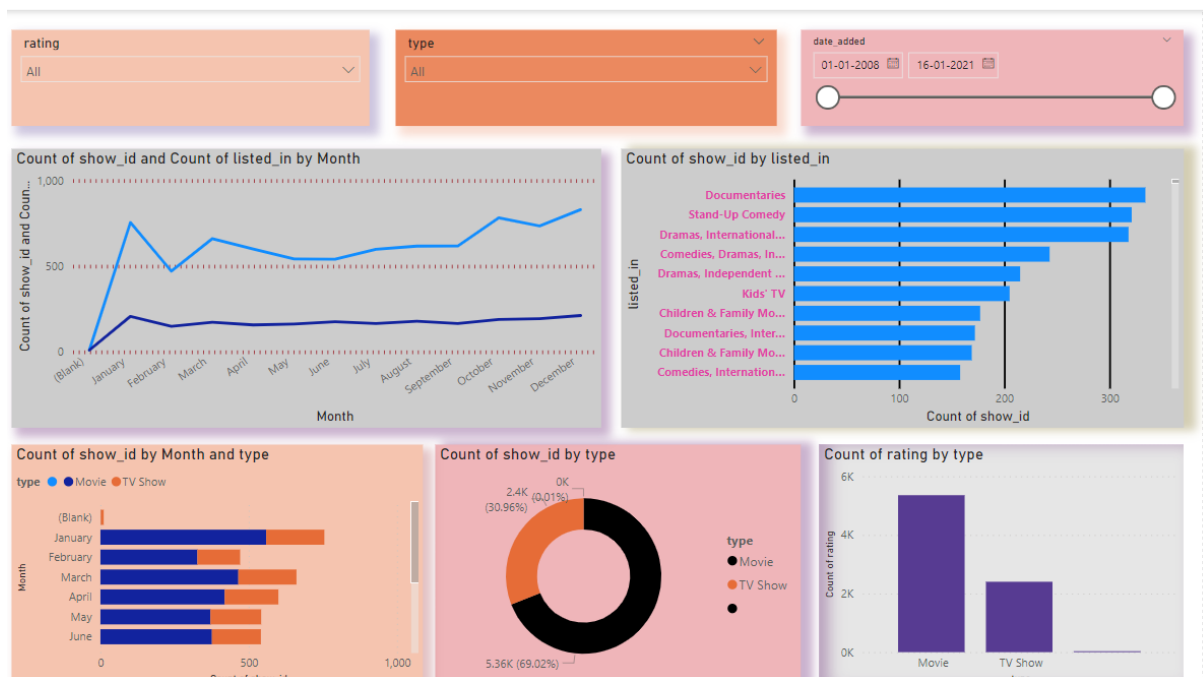 rating
All
type
All
date_added
01-01-2008 16-01-2021
Count of show_id and Count of listed_in by Month
Count of show_id and Coun...
1,000
500
0
(Blank) January February March April May June July August September October November December
Month
Count of show_id by listed_in
listed_in
Documentaries
Stand-Up Comedy
Dramas, International...
Comedies, Dramas, In...
Dramas, Independent ...
Kids' TV
Children & Family Mo...
Documentaries, Inter...
Children & Family Mo...
Comedies, Internation...
0 100 200 300
Count of show_id
Count of show_id by Month and type
type Movie TV Show
Month
(Blank)
January
February
March
April
May
June
0 500 1,000
Count of show_id by type
0K
(0.01%)
2.4K
(30.96%)
5.36K (69.02%)
type
Movie
TV Show
Count of rating by type
Count of rating
6K
4K
2K
0K
Movie TV Show